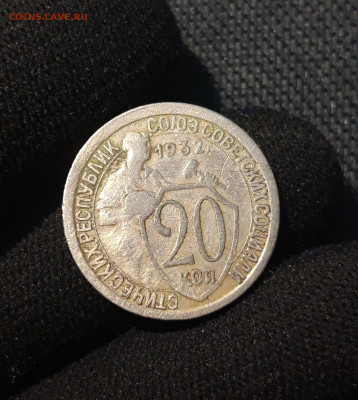 COINS.LAVE.RU
СОЮЗ СОВЕТСКИХ СОЦИАЛИ
СТИЧЕСКИХ РЕСПУБЛИК
1932
20
КОП